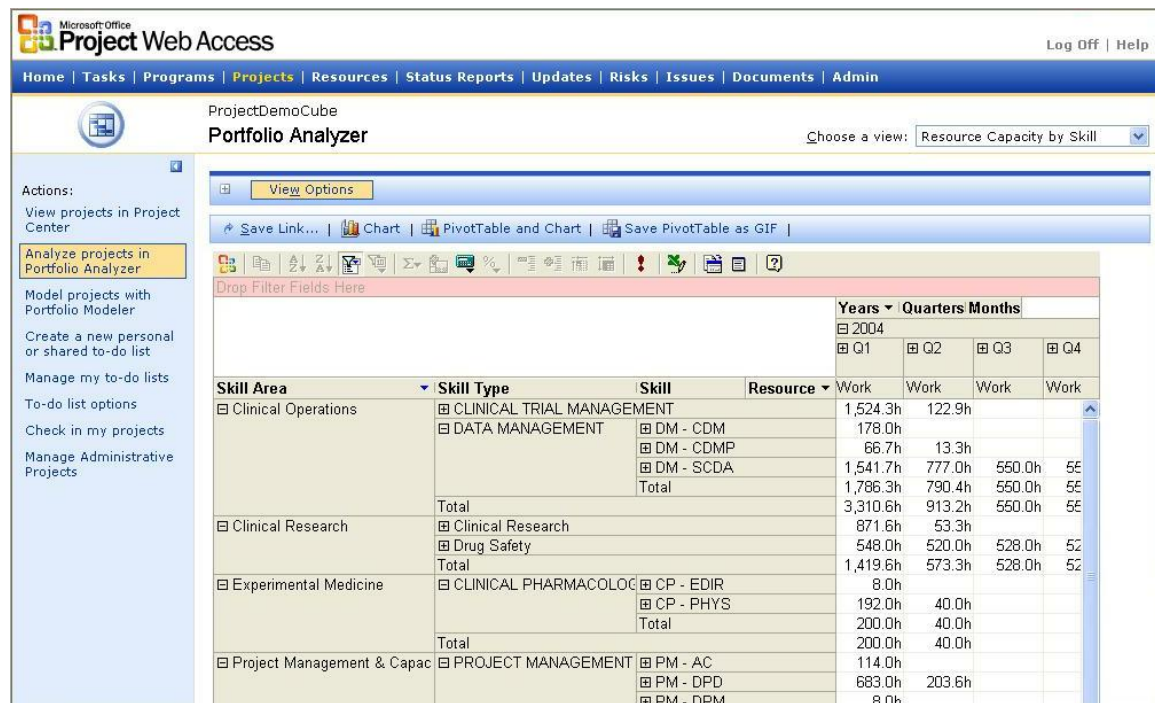 Microsoft Office
Project Web Access
Log Off | Help
Home | Tasks | Programs | Projects | Resources | Status Reports | Updates | Risks | Issues | Documents | Admin
ProjectDemoCube
Portfolio Analyzer
Choose a view: Resource Capacity by Skill
Actions:
View projects in Project
Center
Analyze projects in
Portfolio Analyzer
Model projects with
Portfolio Modeler
Create a new personal
or shared to-do list
Manage my to-do lists
To-do list options
Check in my projects
Manage Administrative
Projects
View Options
Save Link... | Chart | PivotTable and Chart | Save PivotTable as GIF |
Drop Filter Fields Here
Years Quarters Months
2004
Q1 Q2 Q3 Q4
Skill Area Skill Type Skill Resource Work Work Work Work
Clinical Operations CLINICAL TRIAL MANAGEMENT 1,524.3h 122.9h
DATA MANAGEMENT DM - CDM 178.0h
DM - CDMP 66.7h 13.3h
DM - SCDA 1,541.7h 777.0h 550.0h 55
Total 1,786.3h 790.4h 550.0h 55
Total 3,310.6h 913.2h 550.0h 55
Clinical Research Clinical Research 871.6h 53.3h
Drug Safety 548.0h 520.0h 528.0h 52
Total 1,419.6h 573.3h 528.0h 52
Experimental Medicine CLINICAL PHARMACOLOG CP - EDIR 8.0h
CP - PHYS 192.0h 40.0h
Total 200.0h 40.0h
Total 200.0h 40.0h
Project Management & Capac PROJECT MANAGEMENT PM - AC 114.0h
PM - DPD 683.0h 203.6h
PM - DPM 8.0h